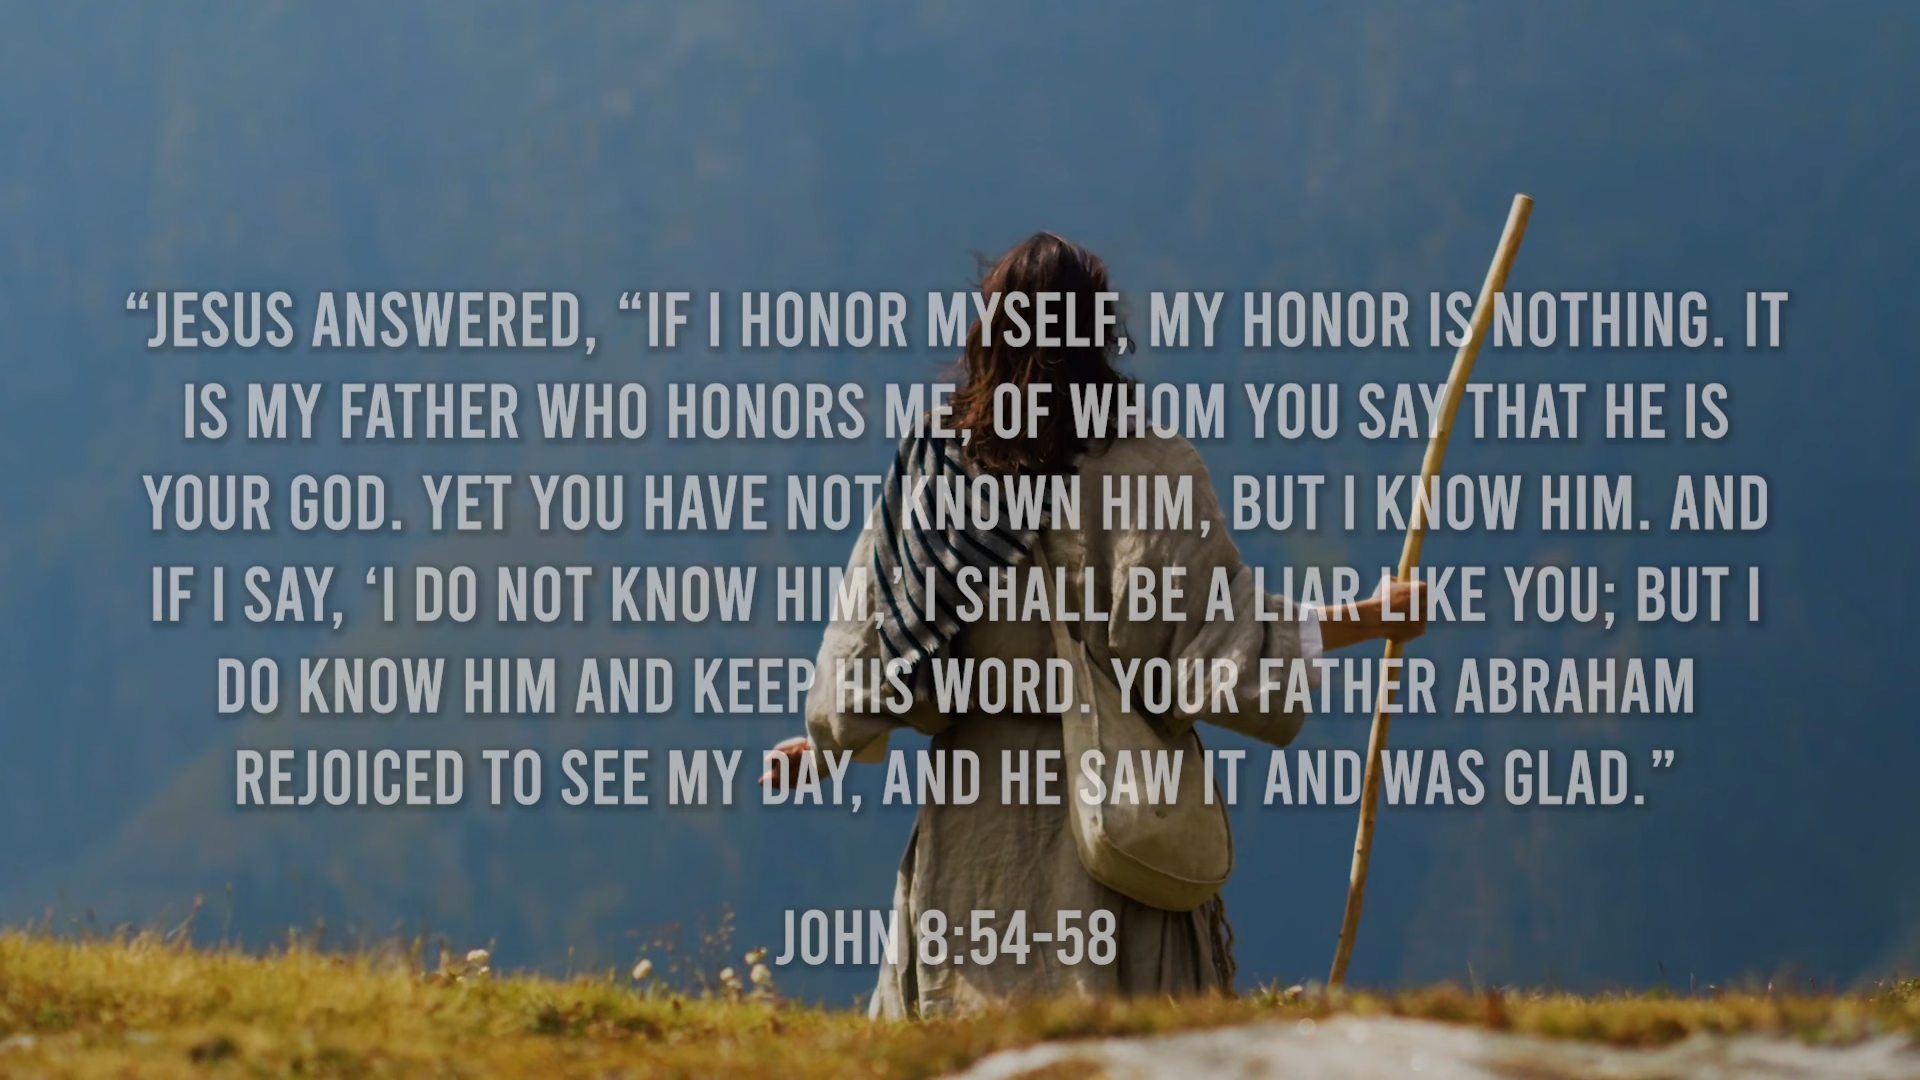 “JESUS ANSWERED, “IF I HONOR MYSELF, MY HONOR IS NOTHING. IT
IS MY FATHER WHO HONORS ME, OF WHOM YOU SAY THAT HE IS
YOUR GOD. YET YOU HAVE NOT KNOWN HIM, BUT I KNOW HIM. AND
IF I SAY, ‘I DO NOT KNOW HIM,’ I SHALL BE A LIAR LIKE YOU; BUT I
DO KNOW HIM AND KEEP HIS WORD. YOUR FATHER ABRAHAM
REJOICED TO SEE MY DAY, AND HE SAW IT AND WAS GLAD.”
JOHN 8:54-58